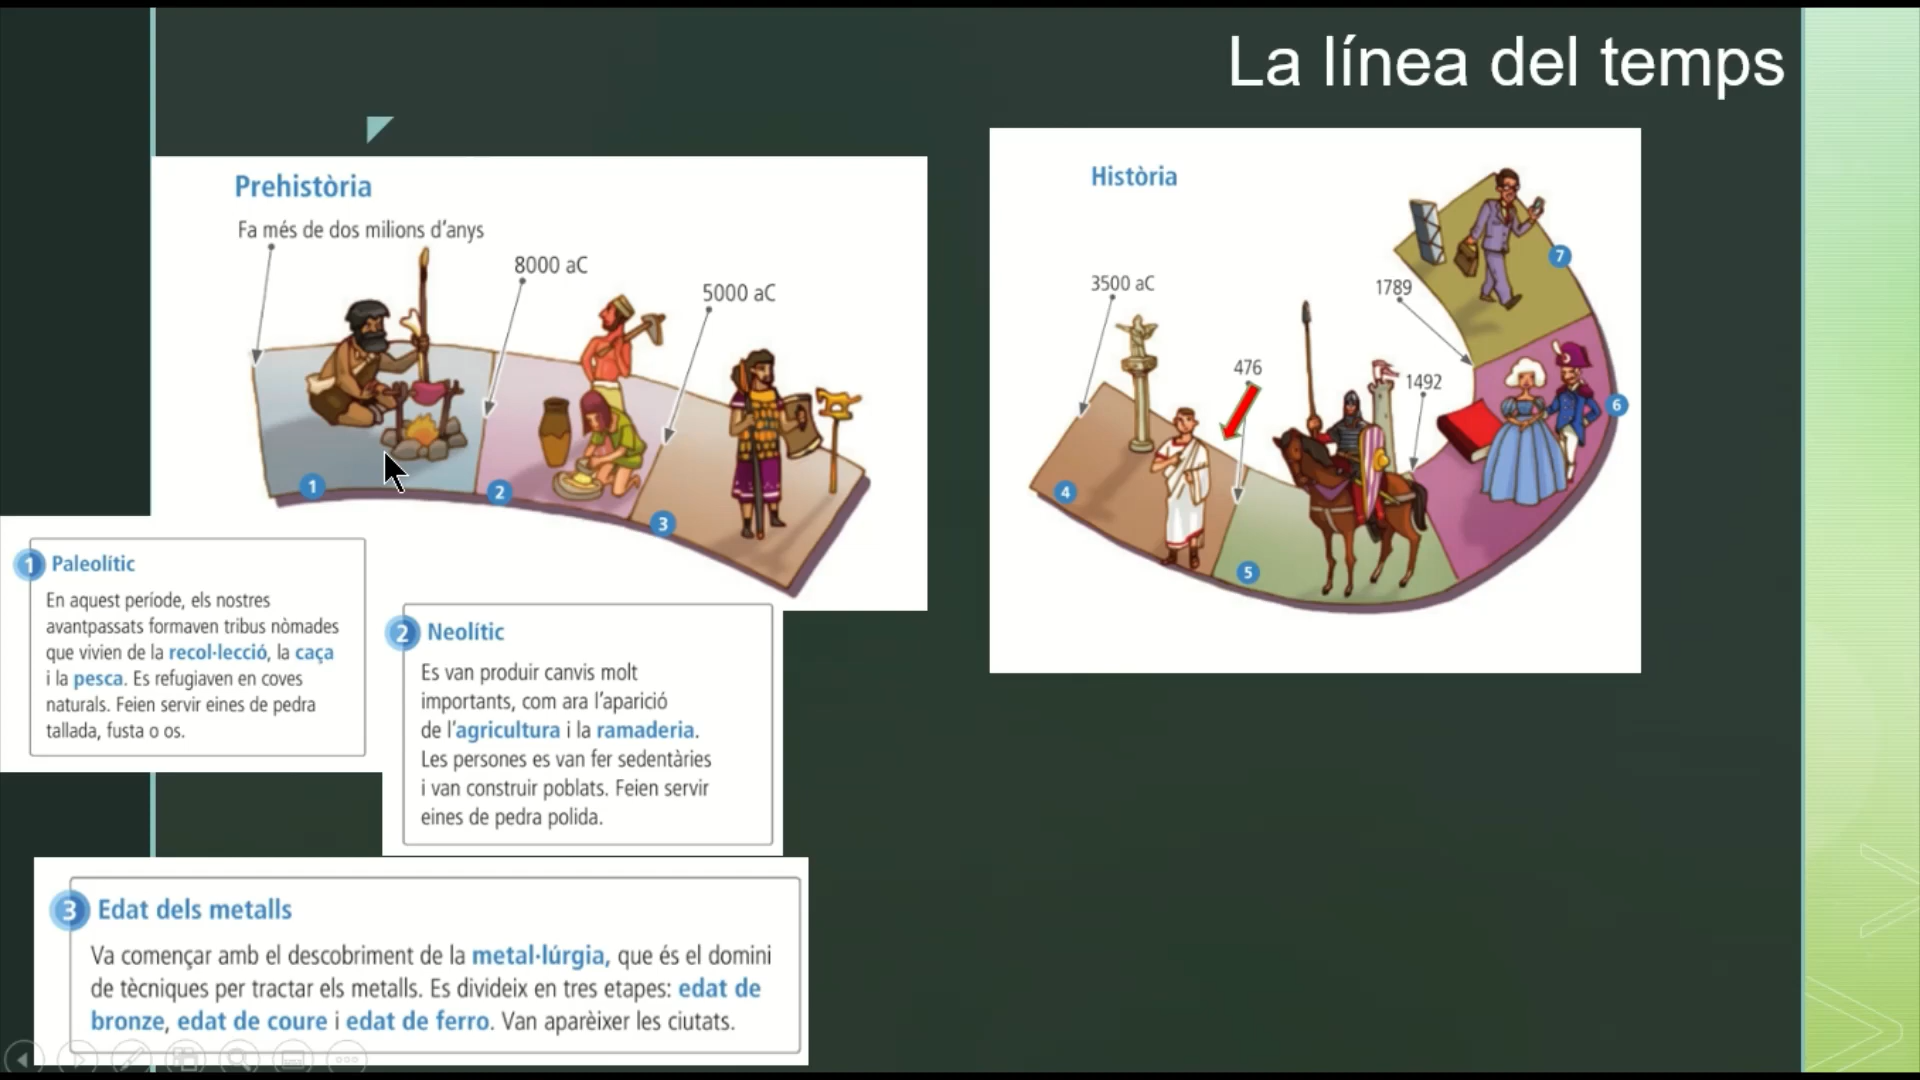 La línea del temps
Prehistòria
Fa més de dos milions d'anys
8000 aC
5000 aC
1
2
3
Història
3500 aC
476
1492
1789
4
5
6
7
1 Paleolític
En aquest període, els nostres
avantpassats formaven tribus nòmades
que vivien de la recol·lecció, la caça
i la pesca. Es refugiaven en coves
naturals. Feien servir eines de pedra
tallada, fusta o os.
2 Neolític
Es van produir canvis molt
importants, com ara l'aparició
de l'agricultura i la ramaderia.
Les persones es van fer sedentàries
i van construir poblats. Feien servir
eines de pedra polida.
3 Edat dels metalls
Va començar amb el descobriment de la metal·lúrgia, que és el domini
de tècniques per tractar els metalls. Es divideix en tres etapes: edat de
bronze, edat de coure i edat de ferro. Van aparèixer les ciutats.